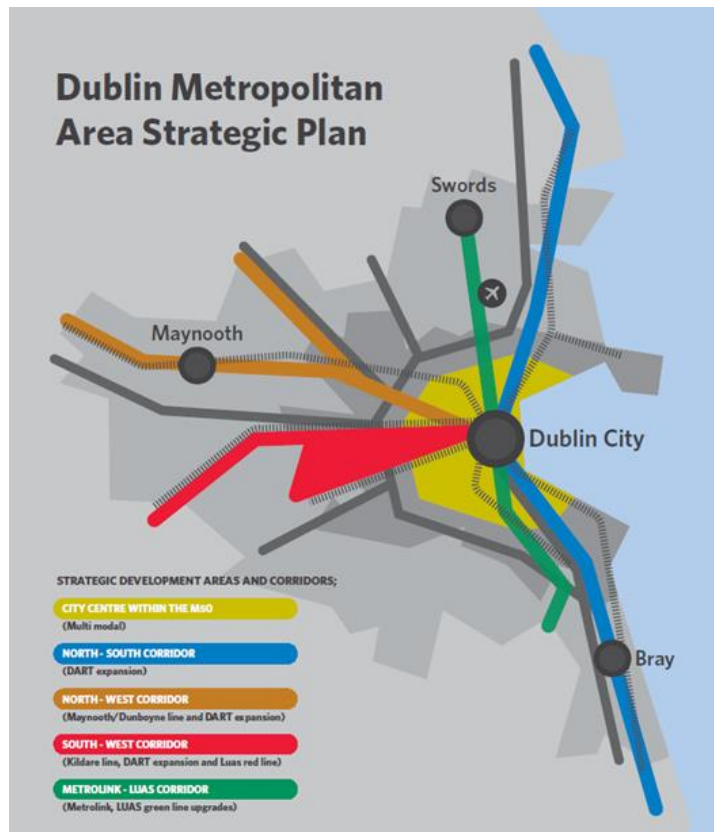 Dublin Metropolitan
Area Strategic Plan
Swords
Maynooth
Dublin City
Bray
STRATEGIC DEVELOPMENT AREAS AND CORRIDORS;
CITY CENTRE WITHIN THE M50
(Multi modal)
NORTH - SOUTH CORRIDOR
(DART expansion)
NORTH - WEST CORRIDOR
(Maynooth/Dunboyne line and DART expansion)
SOUTH - WEST CORRIDOR
(Kildare line, DART expansion and Luas red line)
METROLINK - LUAS CORRIDOR
(Metrolink, LUAS green line upgrades)